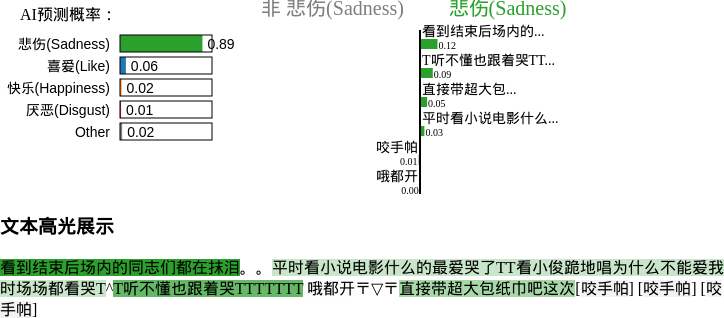 AI预测概率：
悲伤(Sadness) 0.89
喜爱(Like) 0.06
快乐(Happiness) 0.02
厌恶(Disgust) 0.01
Other 0.02
非 悲伤(Sadness) 悲伤(Sadness)
看到结束后场内的...
0.12
T听不懂也跟着哭TT...
0.09
直接带超大包...
0.05
平时看小说电影什么...
0.03
咬手帕
0.01
哦都开
0.00
文本高光展示
看到结束后场内的同志们都在抹泪。。平时看小说电影什么的最爱哭了TT看小俊跪地唱为什么不能爱我
时场场都看哭T^T听不懂也跟着哭TTTTTTT 哦都开〒▽〒直接带超大包纸巾吧这次[咬手帕] [咬手帕] [咬
手帕]